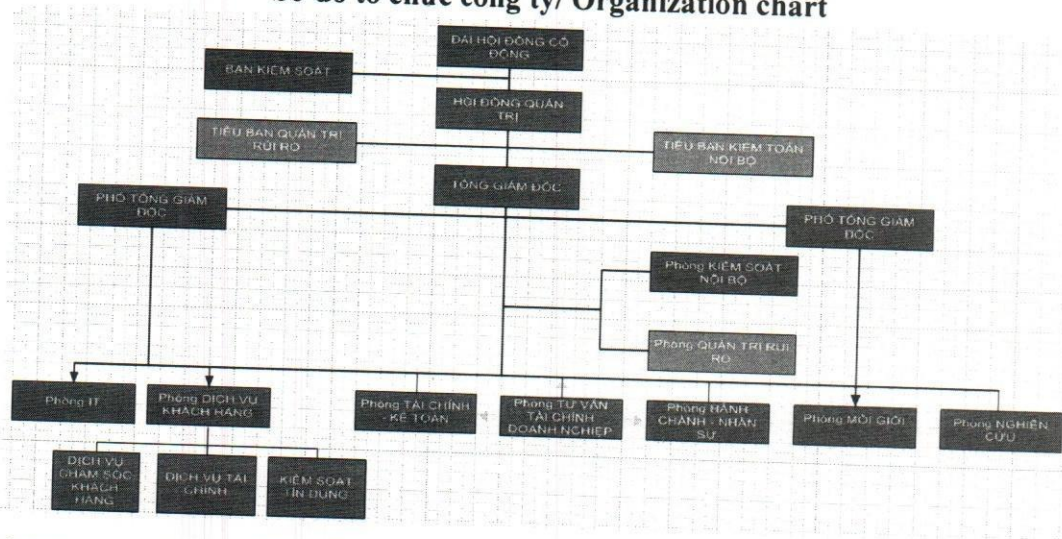 đồ tổ chức công ty/ Organization chart
ĐẠI HỘI ĐỒNG CỔ
ĐÔNG
BAN KIỂM SOÁT
HỘI ĐỒNG QUẢN
TRỊ
TIỂU BAN QUẢN TRỊ
RỦI RO
TIỂU BAN KIỂM TOÁN
NỘI BỘ
TỔNG GIÁM ĐỐC
PHÓ TỔNG GIÁM
ĐỐC
PHÓ TỔNG GIÁM
ĐỐC
Phòng KIỂM SOÁT
NỘI BỘ
Phòng QUẢN TRỊ RỦI
RO
Phòng IT
Phòng DỊCH VỤ
KHÁCH HÀNG
Phòng TÀI CHÍNH
- KẾ TOÁN
Phòng TƯ VẤN
TÀI CHÍNH
DOANH NGHIỆP
Phòng HÀNH
CHÁNH - NHÂN
SỰ
Phòng MÔI GIỚI
Phòng NGHIÊN
CỨU
DỊCH VỤ
CHĂM SÓC
KHÁCH
HÀNG
DỊCH VỤ TÀI
CHÍNH
KIỂM SOÁT
TÍN DỤNG